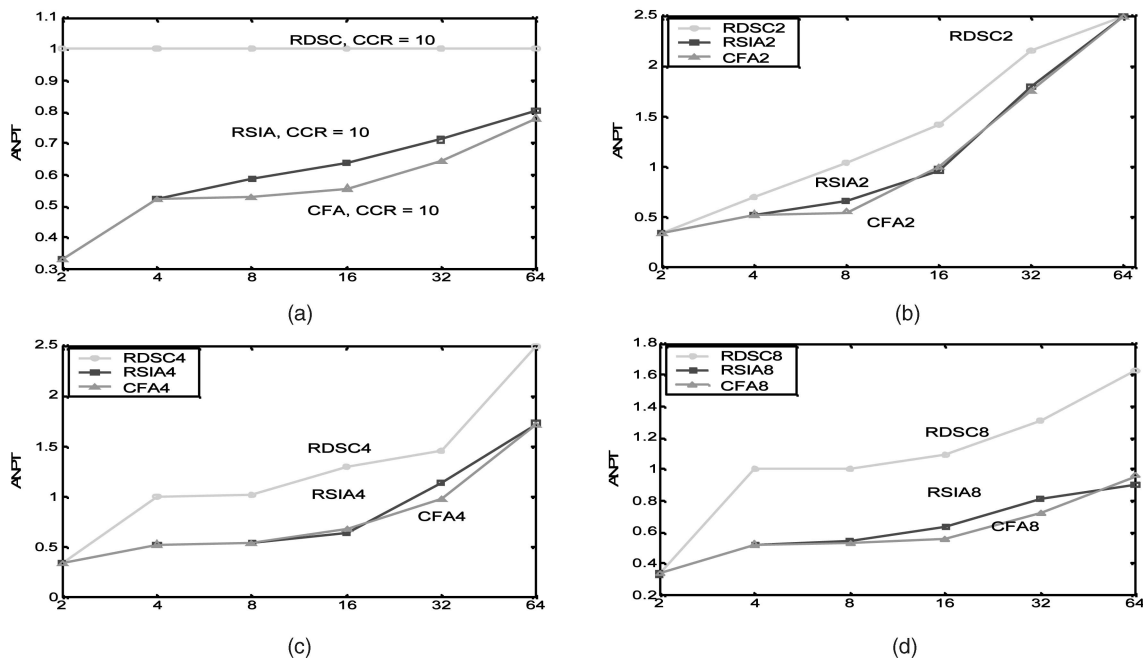 1.1
1
0.9
0.8
0.7
0.6
0.5
0.4
0.3
ANPT
RDSC, CCR = 10
RSIA, CCR = 10
CFA, CCR = 10
2 4 8 16 32 64
(a)
2.5
2
1.5
1
0.5
0
ANPT
RDSC2
RSIA2
CFA2
RDSC2
RSIA2
CFA2
2 4 8 16 32 64
(b)
2.5
2
1.5
1
0.5
0
ANPT
RDSC4
RSIA4
CFA4
RDSC4
RSIA4
CFA4
2 4 8 16 32 64
(c)
1.8
1.6
1.4
1.2
1
0.8
0.6
0.4
0.2
ANPT
RDSC8
RSIA8
CFA8
RDSC8
RSIA8
CFA8
2 4 8 16 32 64
(d)